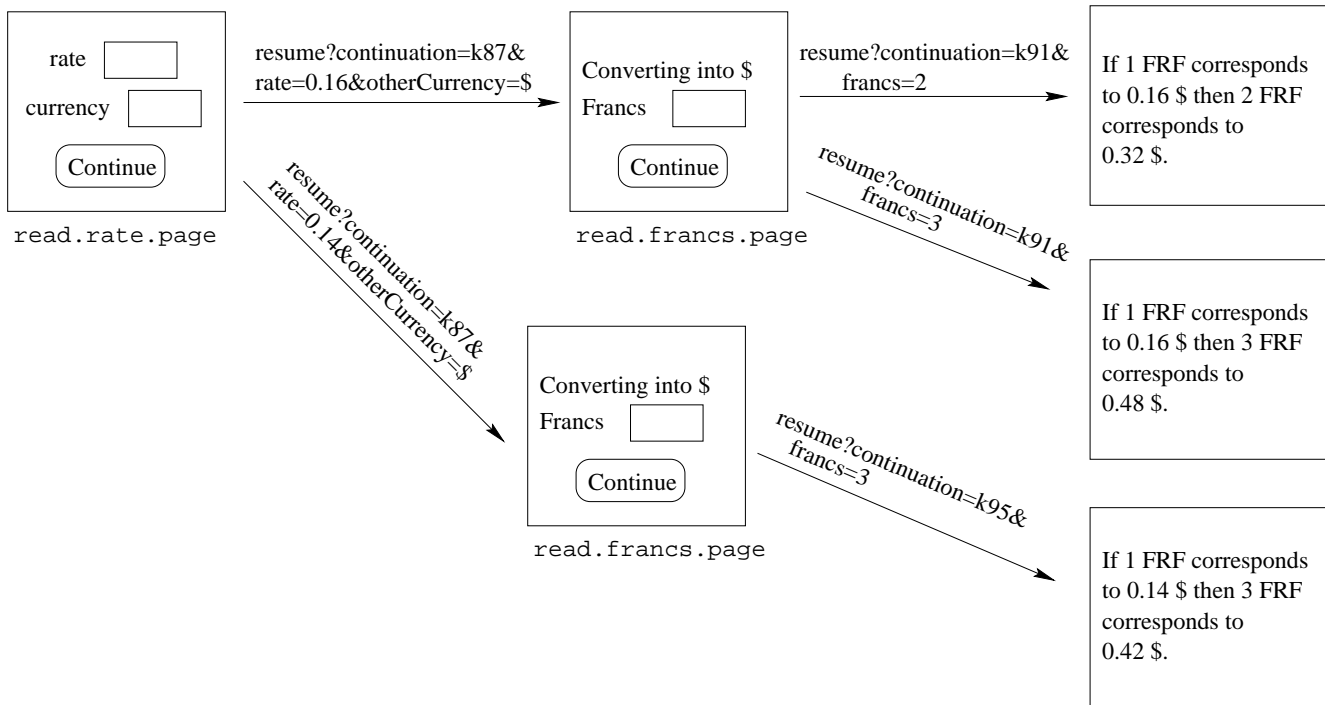 rate
currency
Continue
read.rate.page
resume?continuation=k87&
rate=0.16&otherCurrency=$
Converting into $
Francs
Continue
read.francs.page
resume?continuation=k91&
francs=2
If 1 FRF corresponds
to 0.16 $ then 2 FRF
corresponds to
0.32 $.
resume?continuation=k91&
francs=3
If 1 FRF corresponds
to 0.16 $ then 3 FRF
corresponds to
0.48 $.
resume?continuation=k87&
rate=0.14&otherCurrency=$
Converting into $
Francs
Continue
read.francs.page
resume?continuation=k95&
francs=3
If 1 FRF corresponds
to 0.14 $ then 3 FRF
corresponds to
0.42 $.